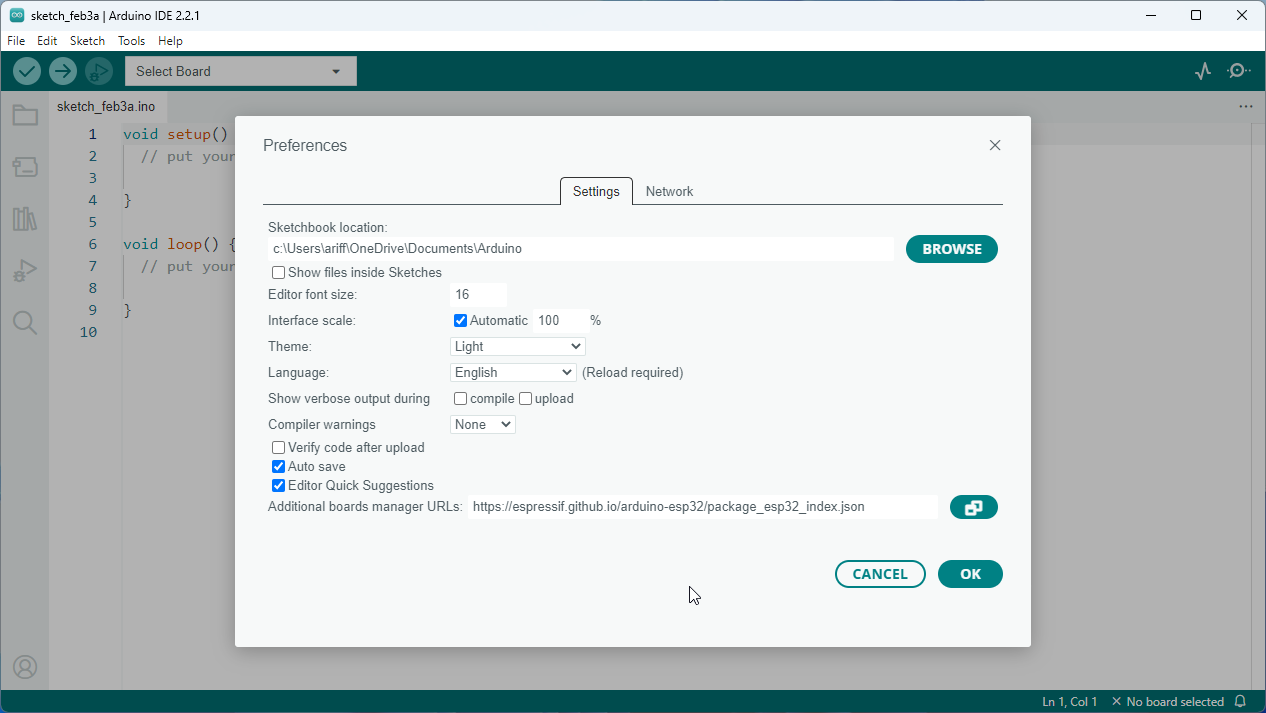 sketch_feb3a | Arduino IDE 2.2.1
File Edit Sketch Tools Help
Select Board
sketch_feb3a.ino
1 void setup()
2 // put your
3
4 }
5
6 void loop() {
7 // put your
8
9 }
10
Preferences
Settings Network
Sketchbook location:
c:\Users\ariff\OneDrive\Documents\Arduino
BROWSE
Show files inside Sketches
Editor font size: 16
Interface scale: Automatic 100 %
Theme: Light
Language: English (Reload required)
Show verbose output during compile upload
Compiler warnings None
Verify code after upload
Auto save
Editor Quick Suggestions
Additional boards manager URLs: https://espressif.github.io/arduino-esp32/package_esp32_index.json
CANCEL OK
Ln 1, Col 1 No board selected